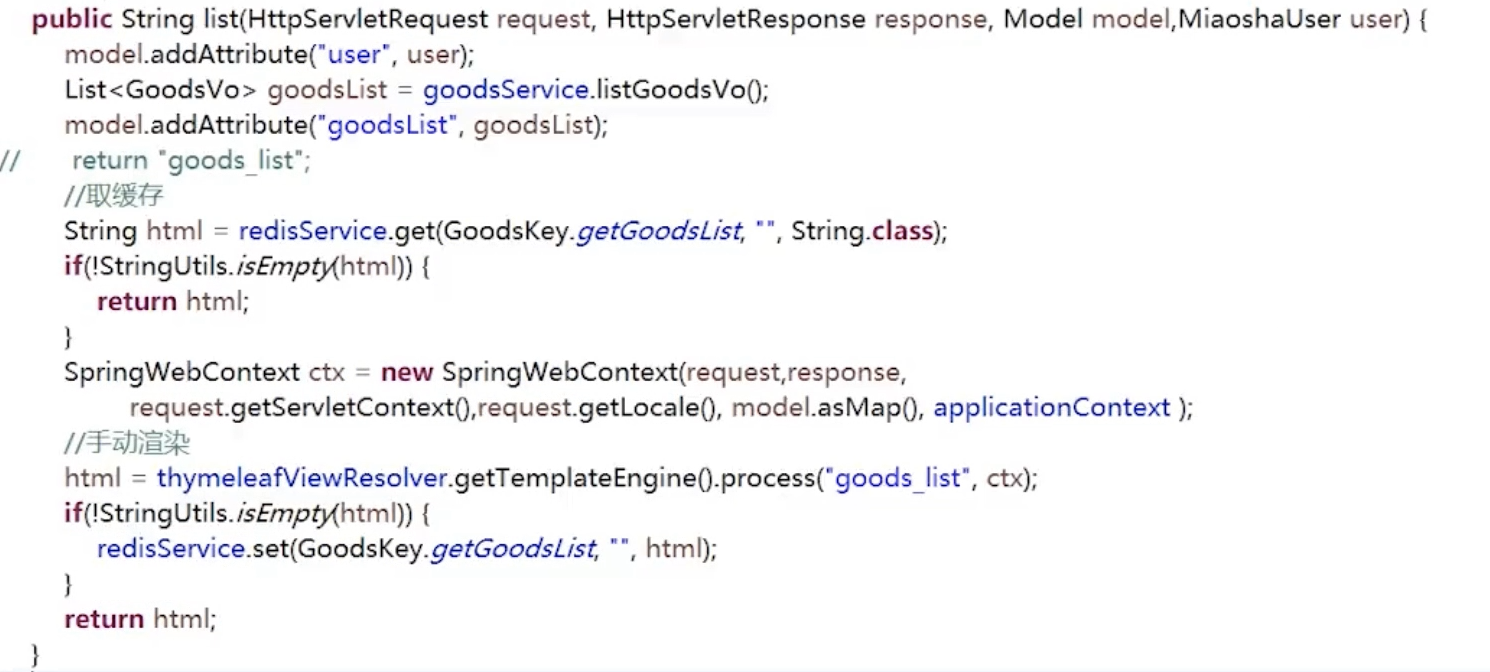 public String list(HttpServletRequest request, HttpServletResponse response, Model model,MiaoshaUser user) {
model.addAttribute("user", user);
List<GoodsVo> goodsList = goodsService.listGoodsVo();
model.addAttribute("goodsList", goodsList);
// return "goods_list";
//取缓存
String html = redisService.get(GoodsKey.getGoodsList, "", String.class);
if(!StringUtils.isEmpty(html)) {
return html;
}
SpringWebContext ctx = new SpringWebContext(request,response,
request.getServletContext(),request.getLocale(), model.asMap(), applicationContext );
//手动渲染
html = thymeleafViewResolver.getTemplateEngine().process("goods_list", ctx);
if(!StringUtils.isEmpty(html)) {
redisService.set(GoodsKey.getGoodsList, "", html);
}
return html;
}